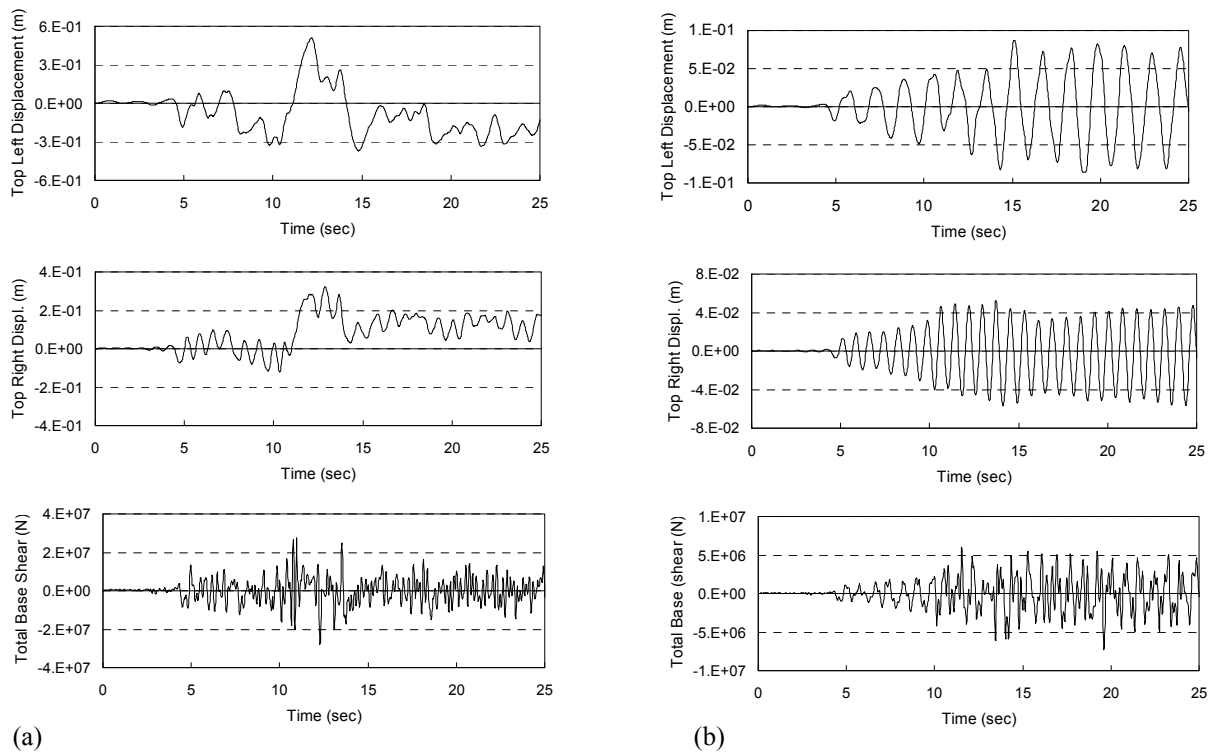 Top Left Displacement (m)
6.E-01
3.E-01
0.E+00
-3.E-01
-6.E-01
0 5 10 15 20 25
Time (sec)
Top Right Displ. (m)
4.E-01
2.E-01
0.E+00
-2.E-01
-4.E-01
0 5 10 15 20 25
Time (sec)
Total Base Shear (N)
4.E+07
2.E+07
0.E+00
-2.E+07
-4.E+07
0 5 10 15 20 25
Time (sec)
(a)
Top Left Displacement (m)
1.E-01
5.E-02
0.E+00
-5.E-02
-1.E-01
0 5 10 15 20 25
Time (sec)
Top Right Displ. (m)
8.E-02
4.E-02
0.E+00
-4.E-02
-8.E-02
0 5 10 15 20 25
Time (sec)
Total Base (shear (N)
1.E+07
5.E+06
0.E+00
-5.E+06
-1.E+07
0 5 10 15 20 25
Time (sec)
(b)